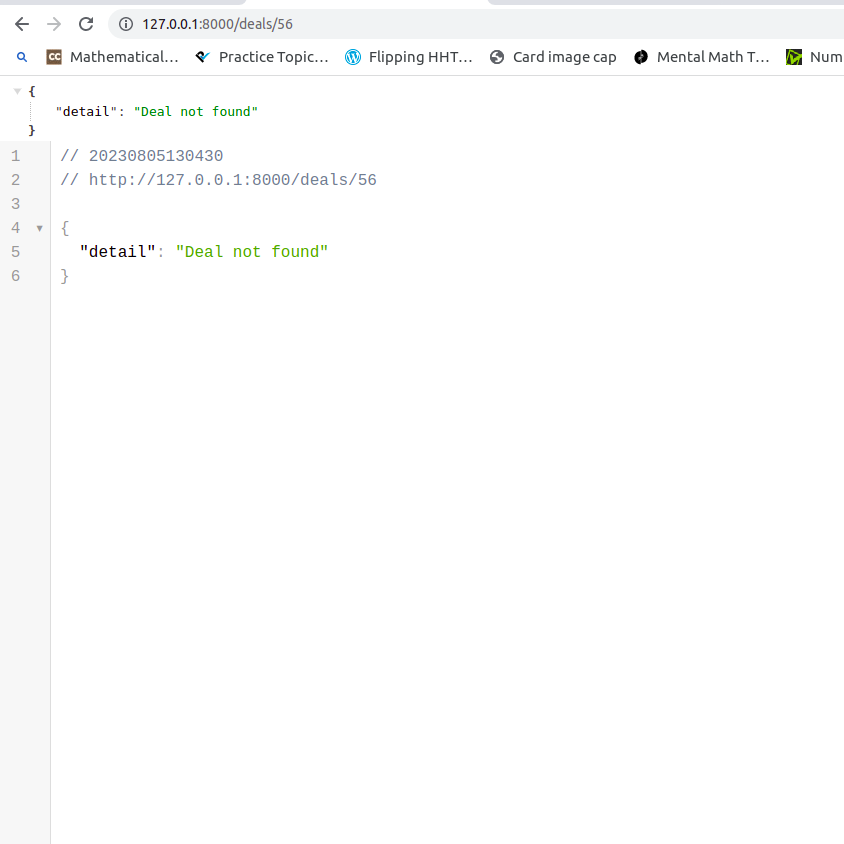 127.0.0.1:8000/deals/56
CC Mathematical... Practice Topic... Flipping HHT... Card image cap Mental Math T... Num
{
"detail": "Deal not found"
}
1 // 20230805130430
2 // http://127.0.0.1:8000/deals/56
3
4 {
5 "detail": "Deal not found"
6 }